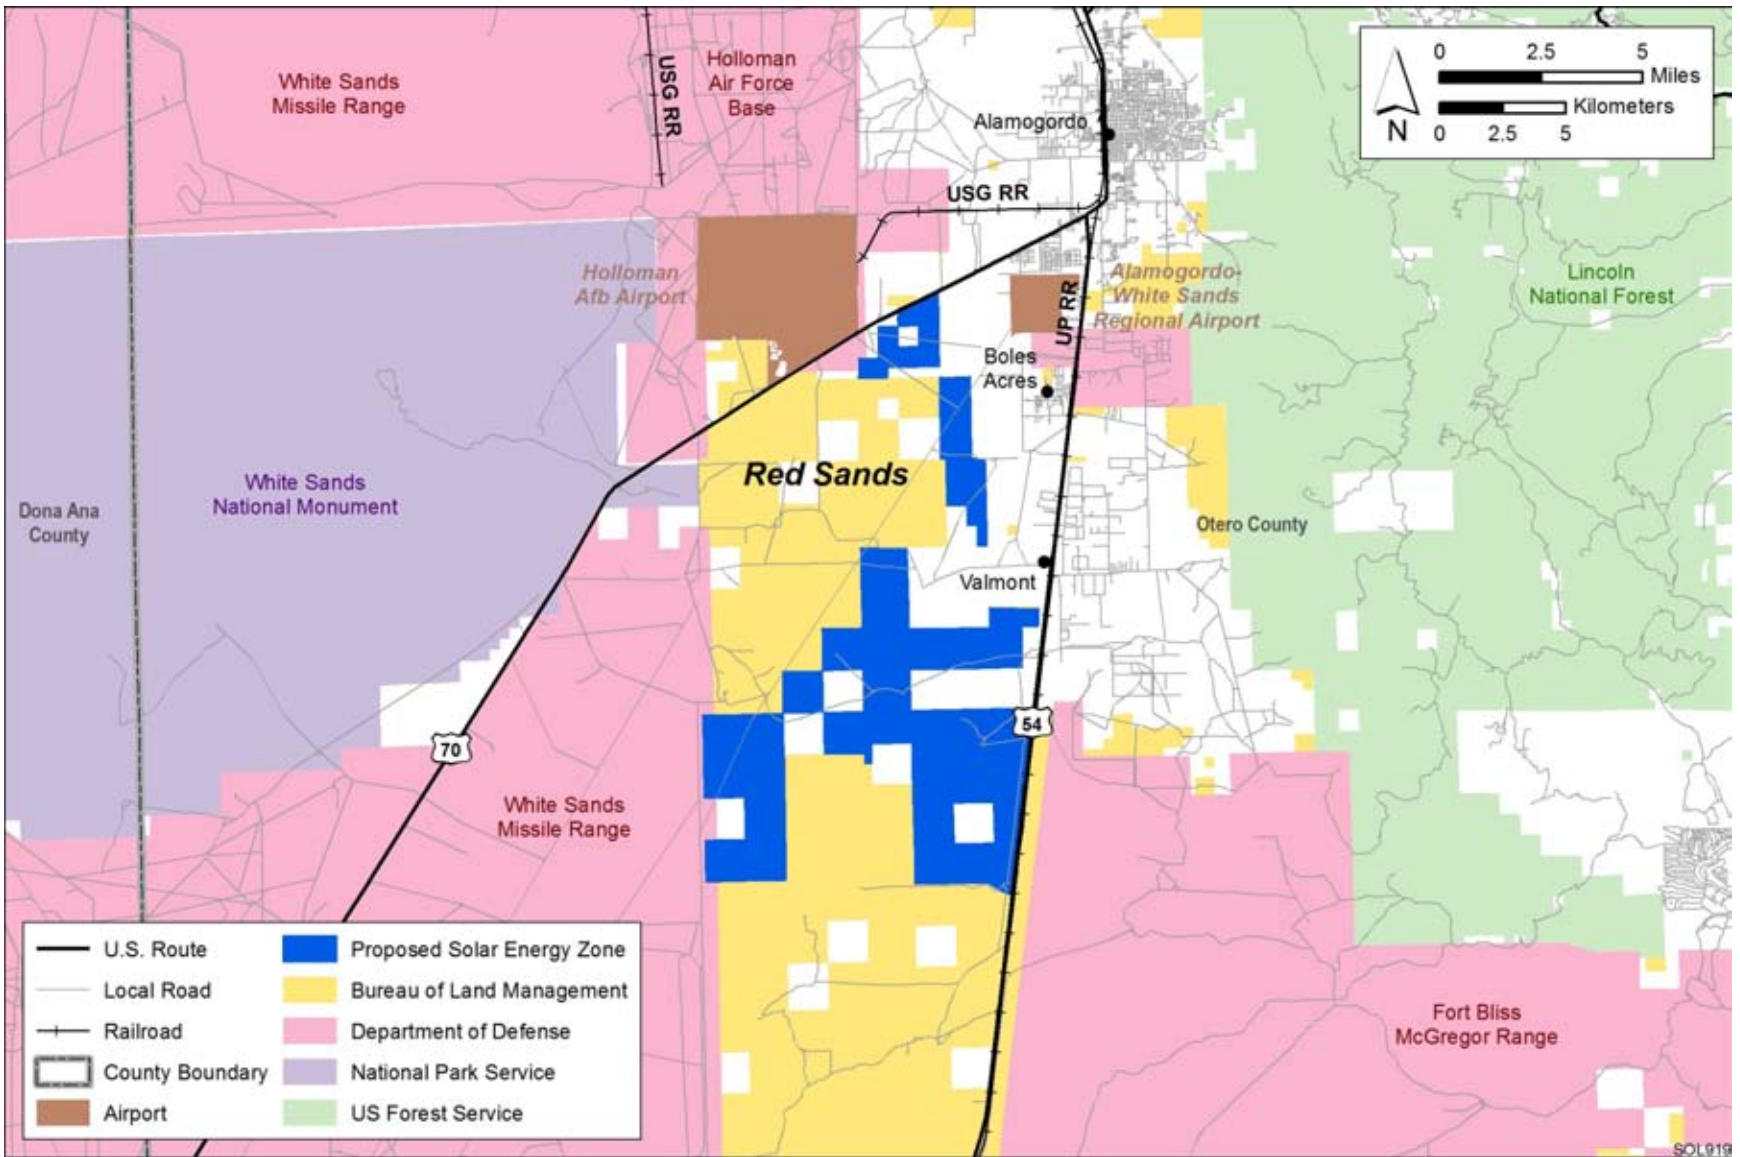 White Sands
Missile Range
USG RR
Holloman
Air Force
Base
Alamogordo
0 2.5 5
Miles
Kilometers
0 2.5 5
N
USG RR
Holloman
Afb Airport
UP RR
Alamogordo-
White Sands
Regional Airport
Lincoln
National Forest
Boles
Acres
Red Sands
White Sands
National Monument
Dona Ana
County
Otero County
Valmont
54
70
White Sands
Missile Range
Fort Bliss
McGregor Range
U.S. Route
Local Road
Railroad
County Boundary
Airport
Proposed Solar Energy Zone
Bureau of Land Management
Department of Defense
National Park Service
US Forest Service
SOL919